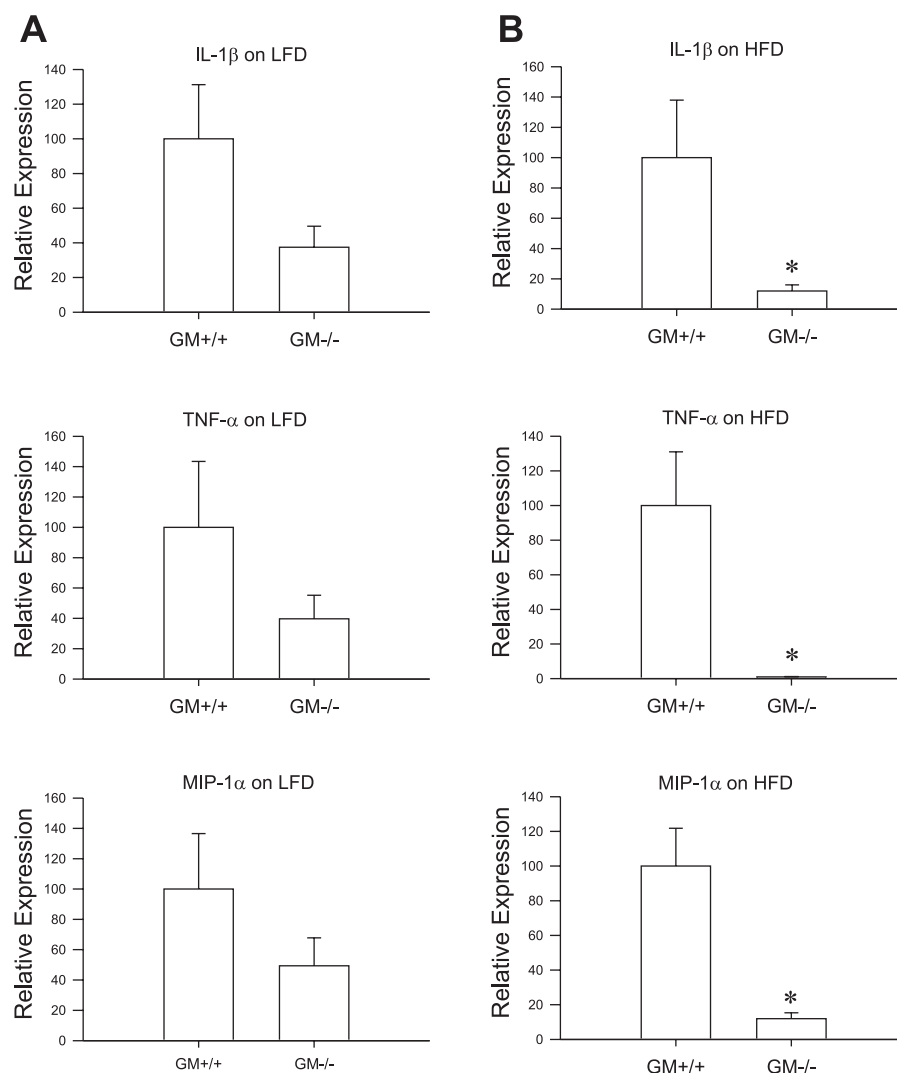 A
IL-1β on LFD
Relative Expression
140
120
100
80
60
40
20
0
GM+/+ GM-/-
TNF-α on LFD
Relative Expression
160
140
120
100
80
60
40
20
0
GM+/+ GM-/-
MIP-1α on LFD
Relative Expression
160
140
120
100
80
60
40
20
0
GM+/+ GM-/-
B
IL-1β on HFD
Relative Expression
160
140
120
100
80
60
40
20
0
*
GM+/+ GM-/-
TNF-α on HFD
Relative Expression
140
120
100
80
60
40
20
0
*
GM+/+ GM-/-
MIP-1α on HFD
Relative Expression
140
120
100
80
60
40
20
0
*
GM+/+ GM-/-